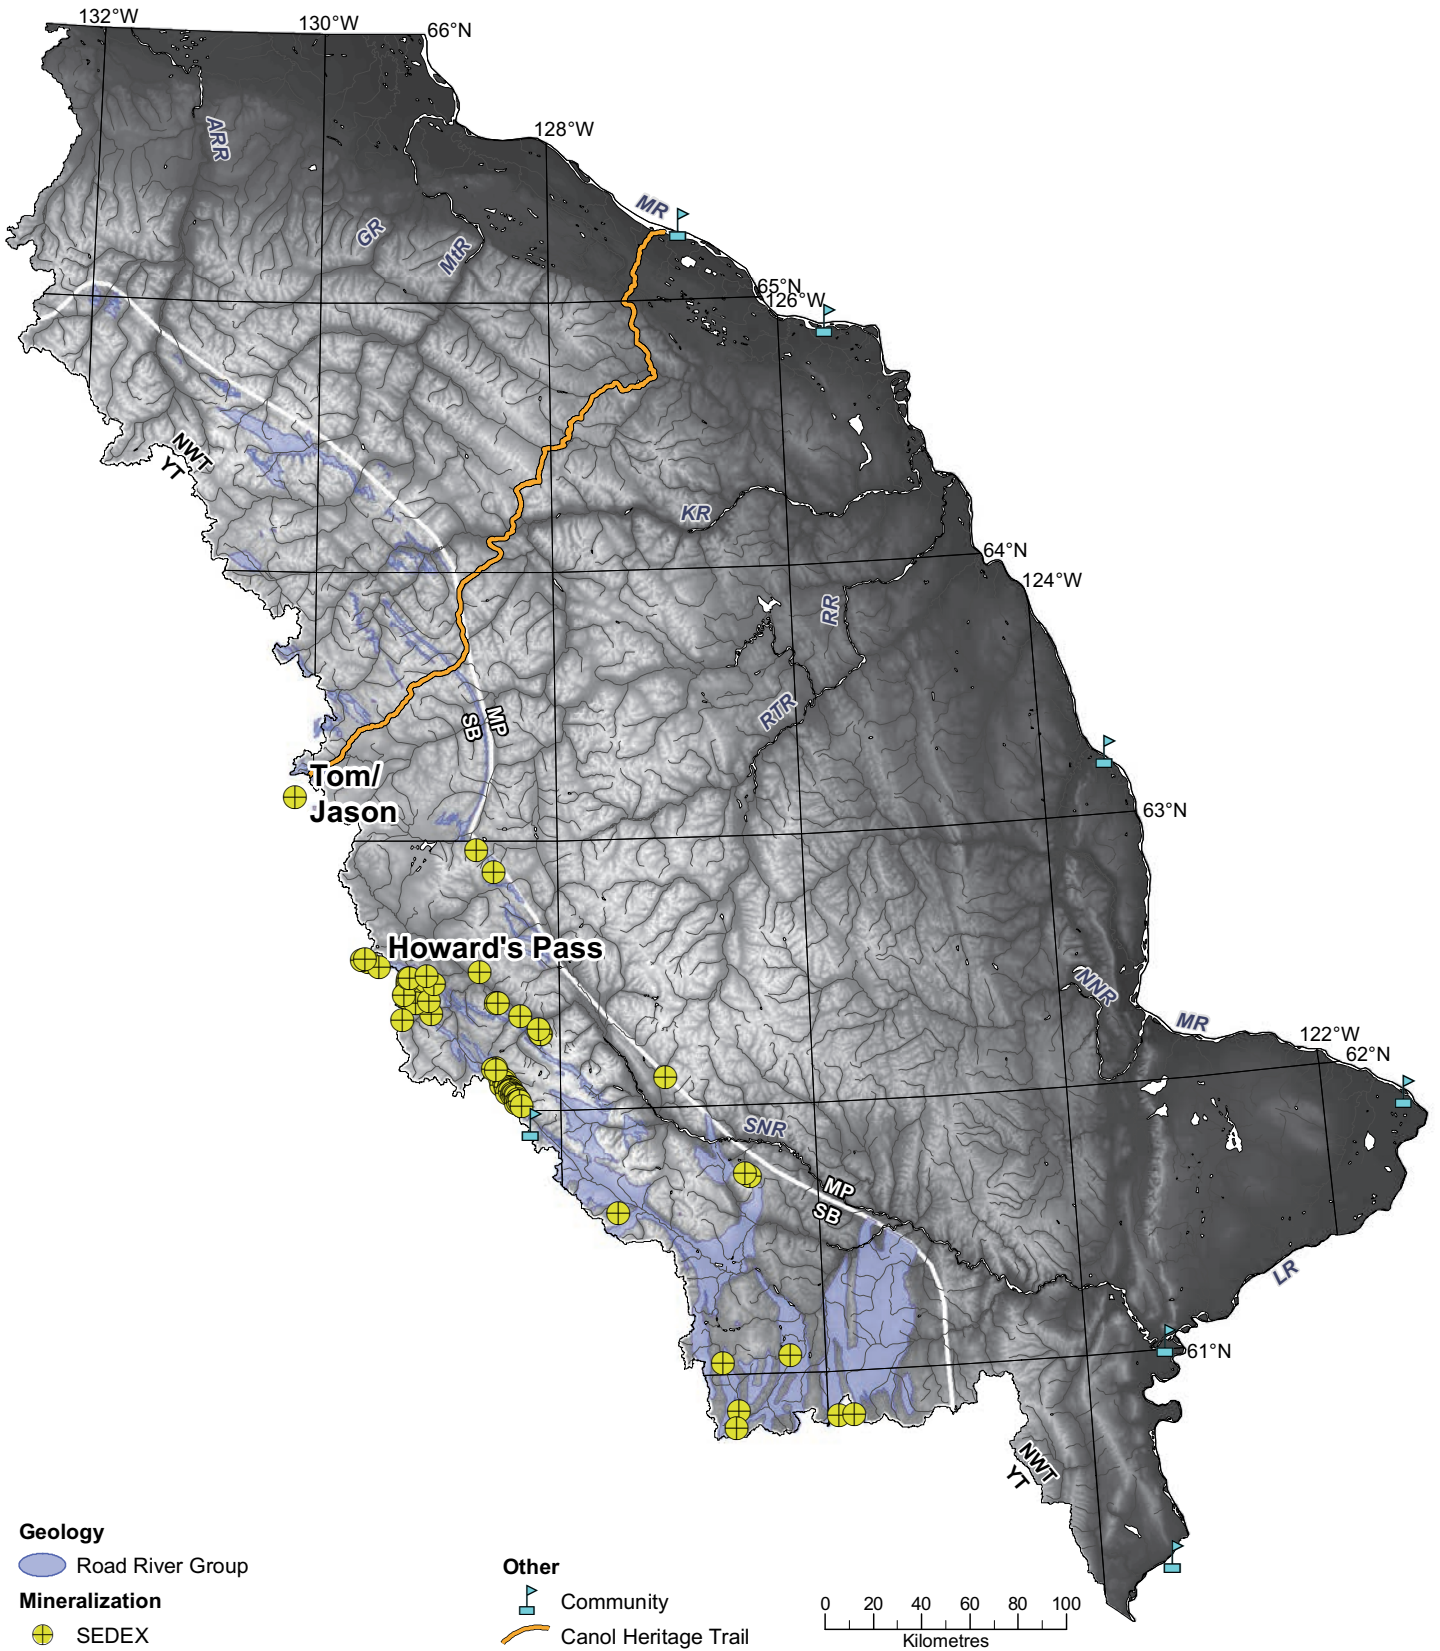 132°W
130°W
66°N
128°W
ARR
GR
MtR
MR
65°N
126°W
NWT
YT
KR
64°N
124°W
RR
RTR
MP
SB
Tom/
Jason
63°N
Howard's Pass
NNR
MR
122°W
62°N
SNR
MP
SB
LR
61°N
NWT
YT
Geology
Road River Group
Mineralization
SEDEX
Other
Community
Canol Heritage Trail
0 20 40 60 80 100
Kilometres